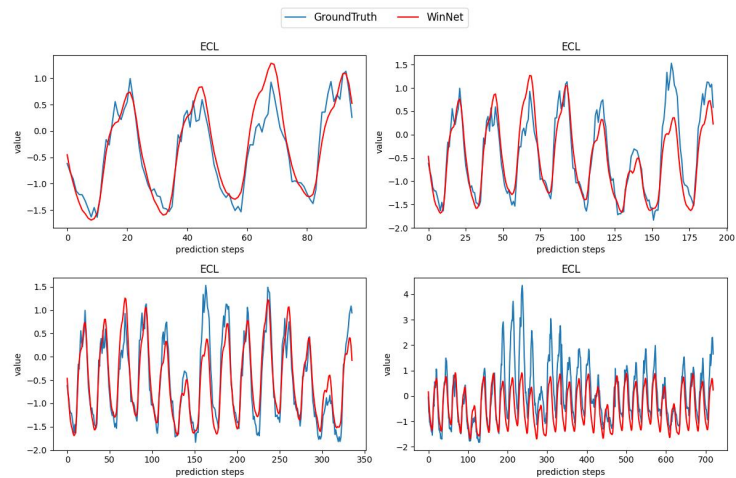 GroundTruth WinNet
ECL ECL
1.0
0.5
0.0
−0.5
−1.0
−1.5
value
0 20 40 60 80
prediction steps
1.5
1.0
0.5
0.0
−0.5
−1.0
−1.5
−2.0
value
0 25 50 75 100 125 150 175 200
prediction steps
ECL ECL
1.5
1.0
0.5
0.0
−0.5
−1.0
−1.5
−2.0
value
0 50 100 150 200 250 300 350
prediction steps
4
3
2
1
0
−1
−2
value
0 100 200 300 400 500 600 700
prediction steps